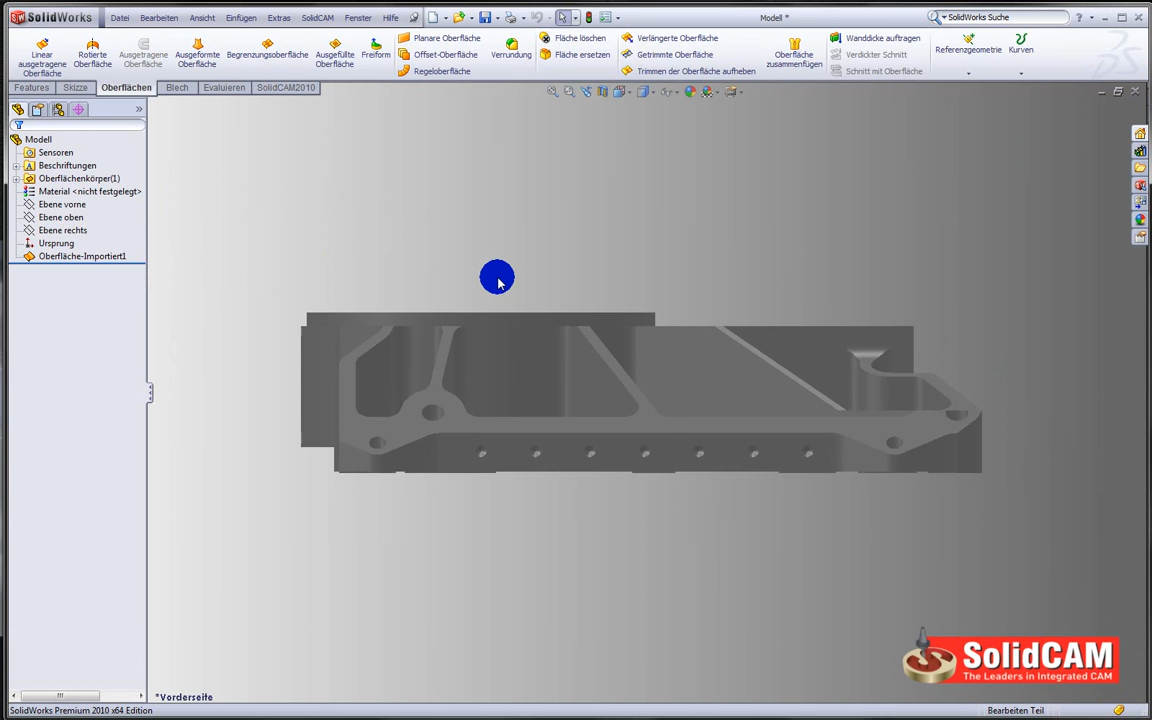 SolidWorks Datei Bearbeiten Ansicht Einfügen Extras SolidCAM Fenster Hilfe Modell * SolidWorks Suche
Linear ausgetragene Oberfläche
Rotierte Oberfläche
Ausgetragene Oberfläche
Ausgeformte Oberfläche
Begrenzungsoberfläche
Ausgefüllte Oberfläche
Freiform
Planare Oberfläche
Offset-Oberfläche
Regeloberfläche
Verrundung
Fläche löschen
Fläche ersetzen
Verlängerte Oberfläche
Getrimmte Oberfläche
Trimmen der Oberfläche aufheben
Oberfläche zusammenfügen
Wanddicke auftragen
Verdickter Schnitt
Schnitt mit Oberfläche
Referenzgeometrie
Kurven
Features Skizze Oberflächen Blech Evaluieren SolidCAM2010
Modell
Sensoren
Beschriftungen
Oberflächenkörper(1)
Material <nicht festgelegt>
Ebene vorne
Ebene oben
Ebene rechts
Ursprung
Oberfläche-Importiert1
*Vorderseite
SolidCAM
The Leaders in Integrated CAM
SolidWorks Premium 2010 x64 Edition Bearbeiten Teil